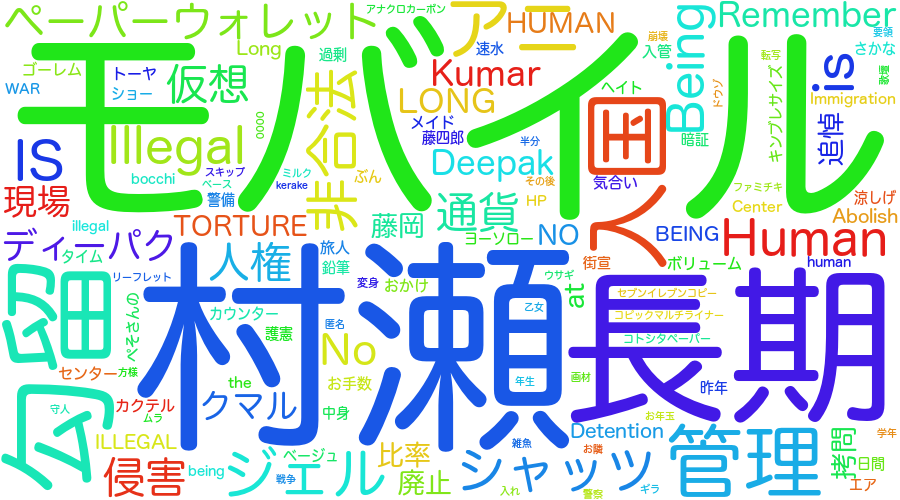 ペーパーウォレット
アニー
HUMAN
Being
Remember
アナクロカーボン
Long
過剰
速水
崩壊
入管
要領
さかな
ゴーレム
トーヤ
仮想
Kumar
ヘイト
転写
is
WAR
ショー
非合法
LONG
メイド
ドウゾ
キンプレサイズ
Immigration
モバイル
Illegal
0000
藤四郎
半分
国
暗証
追悼
IS
bocchi
スキップ
ミルク
kerake
Deepak
その後
気合い
ファミチキ
Center
涼しげ
現場
ペース
警備
ぶん
通貨
HP
人
Abolish
illegal
TORTURE
藤岡
ヨーソロー
NO
街宣
BEING
Human
ディーパク
タイム
人権
旅人
鉛筆
変身
おかけ
ウサギ
at
ボリューム
human
リーフレット
勾留
村瀬
長期
ぺそさんの
カウンター
護憲
匿名
乙女
セブンイレブンコピー
コピックマルチライナー
コトシタペーパー
No
センター
方様
the
お手数
年生
画材
昨年
守人
カクテル
ムラ
クマル
中身
お年玉
ILLEGAL
ベージュ
比率
雑魚
Detention
管理
拷問
学年
侵害
being
ジェル
戦争
廃止
シャッツ
お隣
日間
入れ
警察
ギラ
エア